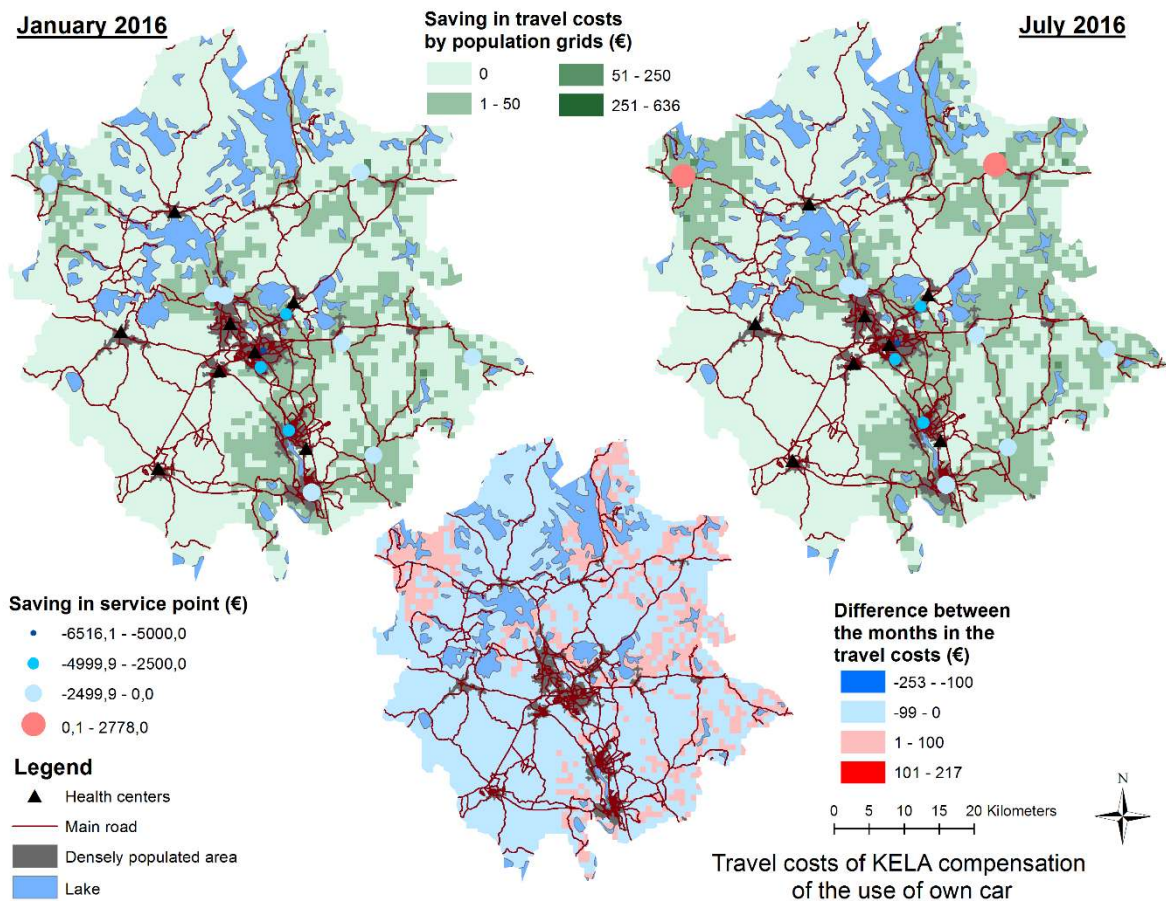 January 2016
Saving in travel costs
by population grids (€)
0
1 - 50
51 - 250
251 - 636
July 2016
Saving in service point (€)
-6516,1 - -5000,0
-4999,9 - -2500,0
-2499,9 - 0,0
0,1 - 2778,0
Legend
Health centers
Main road
Densely populated area
Lake
Difference between
the months in the
travel costs (€)
-253 - -100
-99 - 0
1 - 100
101 - 217
0 5 10 15 20 Kilometers
N
Travel costs of KELA compensation
of the use of own car